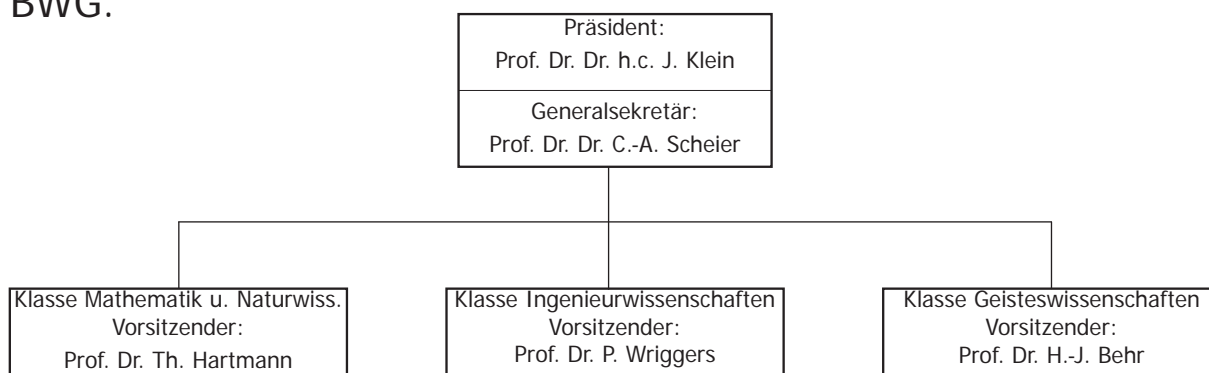 BWG.
Präsident:
Prof. Dr. Dr. h.c. J. Klein
Generalsekretär:
Prof. Dr. Dr. C.-A. Scheier
Klasse Mathematik u. Naturwiss.
Vorsitzender:
Prof. Dr. Th. Hartmann
Klasse Ingenieurwissenschaften
Vorsitzender:
Prof. Dr. P. Wriggers
Klasse Geisteswissenschaften
Vorsitzender:
Prof. Dr. H.-J. Behr